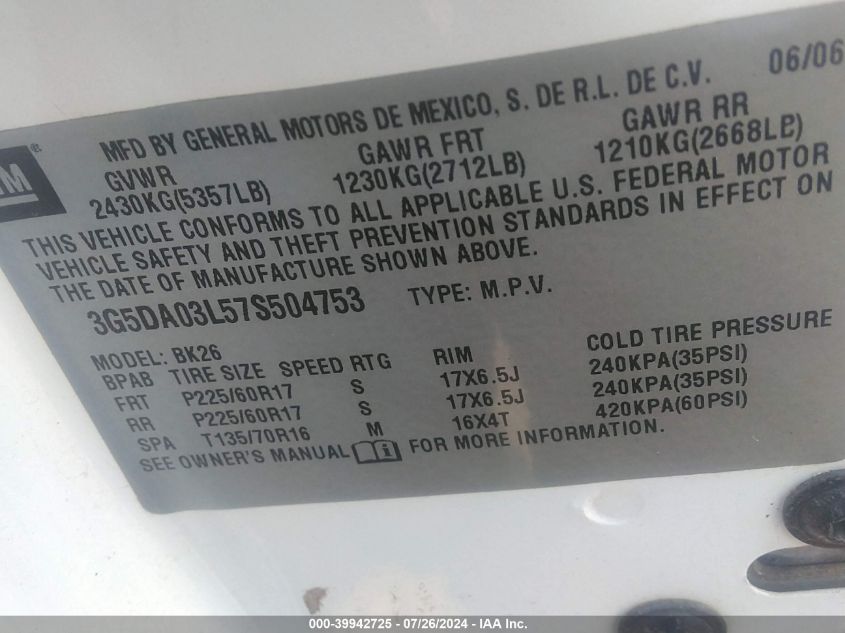 06/06
MFD BY GENERAL MOTORS DE MEXICO, S. DE R.L. DE C.V.
GVWR GAWR FRT GAWR RR
2430KG(5357LB) 1230KG(2712LB) 1210KG(2668LB)
THIS VEHICLE CONFORMS TO ALL APPLICABLE U.S. FEDERAL MOTOR
VEHICLE SAFETY AND THEFT PREVENTION STANDARDS IN EFFECT ON
THE DATE OF MANUFACTURE SHOWN ABOVE.
3G5DA03L57S504753 TYPE: M.P.V.
MODEL: BK26
BPAB TIRE SIZE SPEED RTG RIM COLD TIRE PRESSURE
FRT P225/60R17 S 17X6.5J 240KPA(35PSI)
RR P225/60R17 S 17X6.5J 240KPA(35PSI)
SPA T135/70R16 M 16X4T 420KPA(60PSI)
SEE OWNER'S MANUAL FOR MORE INFORMATION.
000-39942725 - 07/26/2024 - IAA Inc.